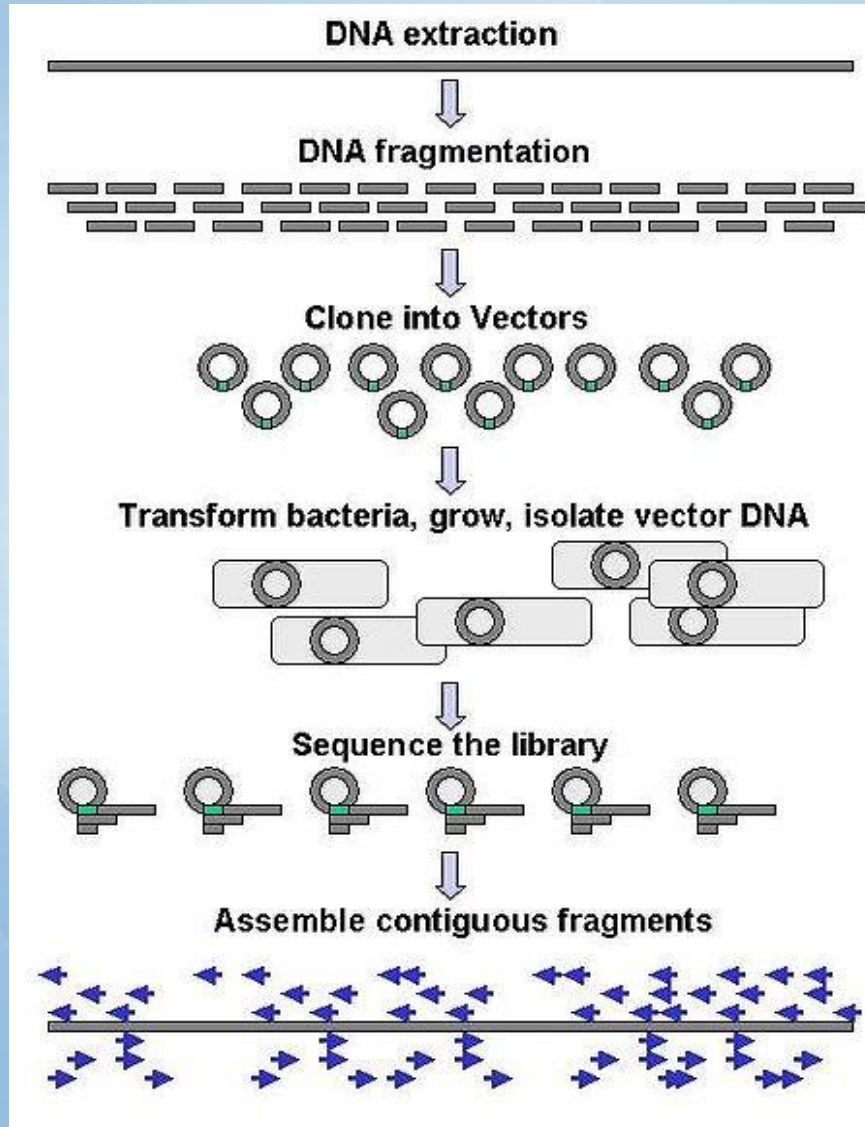 DNA extraction
DNA fragmentation
Clone into Vectors
Transform bacteria, grow, isolate vector DNA
Sequence the library
Assemble contiguous fragments